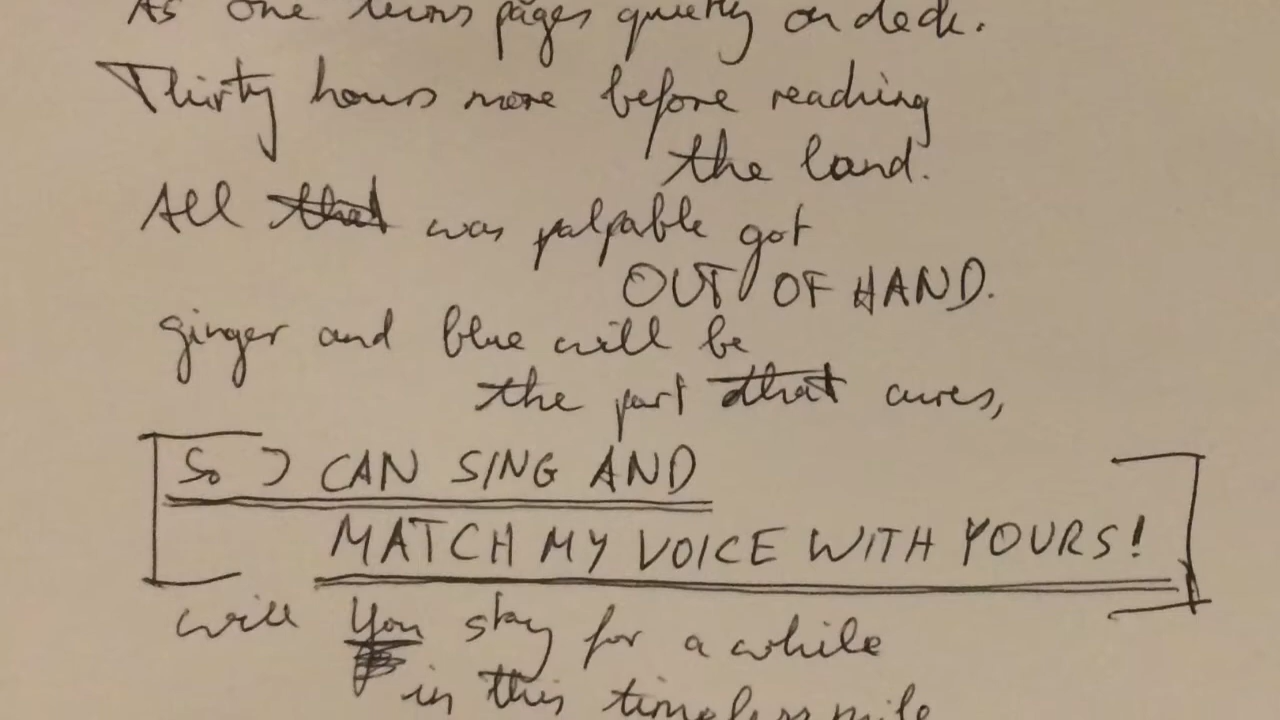 As one turns pages quietly on deck.
Thirty hours more before reaching
the land.
All that was palpable got
OUT OF HAND.
ginger and blue will be
the part that cures,
So I CAN SING AND
MATCH MY VOICE WITH YOURS!
will You stay for a while
in this timeless mile